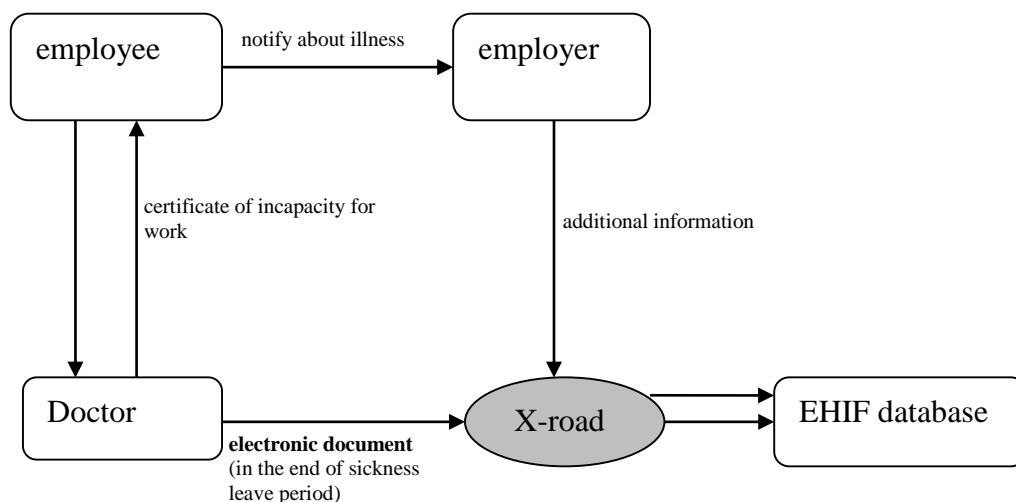 employee
notify about illness
employer
certificate of incapacity for
work
additional information
Doctor
electronic document
(in the end of sickness
leave period)
X-road
EHIF database